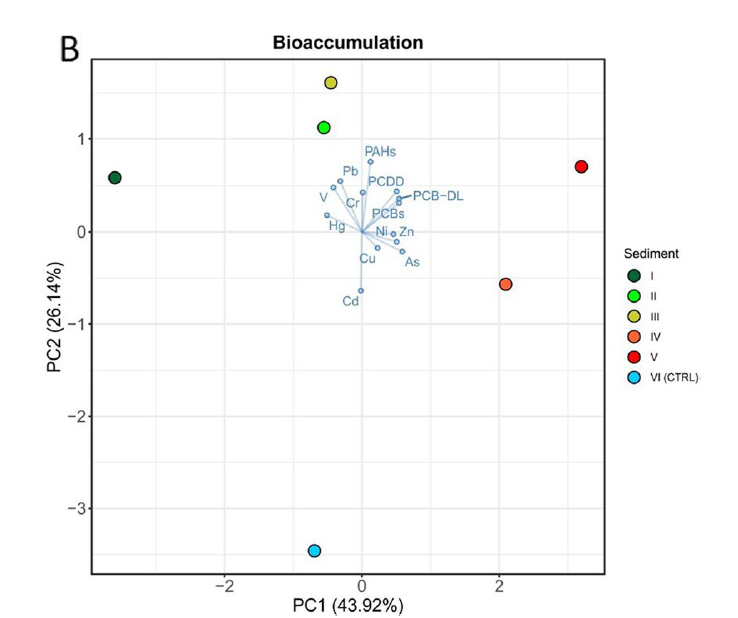 B
Bioaccumulation
PC2 (26.14%)
1
0
−1
−2
−3
PAHs
Pb
PCDD
V
Cr
PCB−DL
PCBs
Hg
Ni
Zn
Cu
As
Cd
−2
0
2
PC1 (43.92%)
Sediment
I
II
III
IV
V
VI (CTRL)